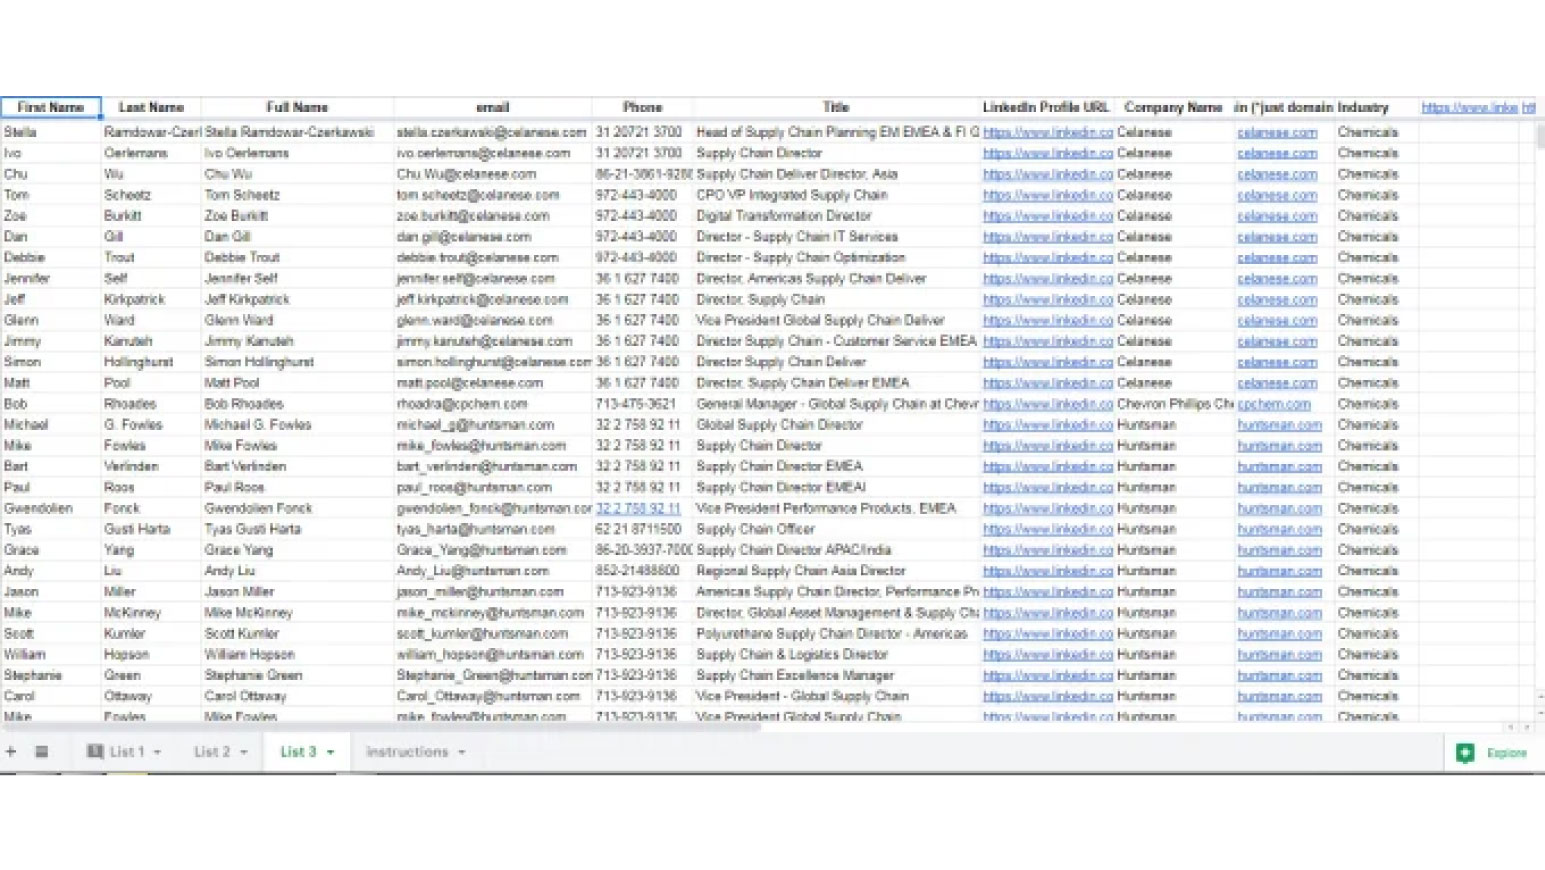 First Name Last Name Full Name email Phone Title LinkedIn Profile URL Company Name in (*just domain Industry https://www.linke
Stella Ramdowar-Czerl Stella Ramdowar-Czerkawski stella.czerkawski@celanese.com 31 20721 3700 Head of Supply Chain Planning EM EMEA & FI G https://www.linkedin.co Celanese celanese.com Chemicals
Ivo Oerlemans Ivo Oerlemans ivo.oerlemans@celanese.com 31 20721 3700 Supply Chain Director https://www.linkedin.co Celanese celanese.com Chemicals
Chu Wu Chu Wu Chu.Wu@celanese.com 86-21-3861-928 Supply Chain Deliver Director, Asia https://www.linkedin.co Celanese celanese.com Chemicals
Tom Scheetz Tom Scheetz tom.scheetz@celanese.com 972-443-4000 CPO VP Integrated Supply Chain https://www.linkedin.co Celanese celanese.com Chemicals
Zoe Burkitt Zoe Burkitt zoe.burkitt@celanese.com 972-443-4000 Digital Transformation Director https://www.linkedin.co Celanese celanese.com Chemicals
Dan Gill Dan Gill dan.gill@celanese.com 972-443-4000 Director - Supply Chain IT Services https://www.linkedin.co Celanese celanese.com Chemicals
Debbie Trout Debbie Trout debbie.trout@celanese.com 972-443-4000 Director - Supply Chain Optimization https://www.linkedin.co Celanese celanese.com Chemicals
Jennifer Self Jennifer Self jennifer.self@celanese.com 36 1 627 7400 Director, Americas Supply Chain Deliver https://www.linkedin.co Celanese celanese.com Chemicals
Jeff Kirkpatrick Jeff Kirkpatrick jeff.kirkpatrick@celanese.com 36 1 627 7400 Director, Supply Chain https://www.linkedin.co Celanese celanese.com Chemicals
Glenn Ward Glenn Ward glenn.ward@celanese.com 36 1 627 7400 Vice President Global Supply Chain Deliver https://www.linkedin.co Celanese celanese.com Chemicals
Jimmy Kanuteh Jimmy Kanuteh jimmy.kanuteh@celanese.com 36 1 627 7400 Director Supply Chain - Customer Service EMEA https://www.linkedin.co Celanese celanese.com Chemicals
Simon Hollinghurst Simon Hollinghurst simon.hollinghurst@celanese.com 36 1 627 7400 Director Supply Chain Deliver https://www.linkedin.co Celanese celanese.com Chemicals
Matt Pool Matt Pool matt.pool@celanese.com 36 1 627 7400 Director, Supply Chain Deliver EMEA https://www.linkedin.co Celanese celanese.com Chemicals
Bob Rhoades Bob Rhoades rhoadra@cpchem.com 713-475-3621 General Manager - Global Supply Chain at Chevr https://www.linkedin.co Chevron Phillips Ch cpchem.com Chemicals
Michael G. Fowles Michael G. Fowles michael_g@huntsman.com 32 2 758 92 11 Global Supply Chain Director https://www.linkedin.co Huntsman huntsman.com Chemicals
Mike Fowles Mike Fowles mike_fowles@huntsman.com 32 2 758 92 11 Supply Chain Director https://www.linkedin.co Huntsman huntsman.com Chemicals
Bart Verlinden Bart Verlinden bart_verlinden@huntsman.com 32 2 758 92 11 Supply Chain Director EMEA https://www.linkedin.co Huntsman huntsman.com Chemicals
Paul Roos Paul Roos paul_roos@huntsman.com 32 2 758 92 11 Supply Chain Director EMEAI https://www.linkedin.co Huntsman huntsman.com Chemicals
Gwendolien Fonck Gwendolien Fonck gwendolien_fonck@huntsman.cor 32 2 758 92 11 Vice President Performance Products, EMEA https://www.linkedin.co Huntsman huntsman.com Chemicals
Tyas Gusti Harta Tyas Gusti Harta tyas_harta@huntsman.com 62 21 8711500 Supply Chain Officer https://www.linkedin.co Huntsman huntsman.com Chemicals
Grace Yang Grace Yang Grace_Yang@huntsman.com 86-20-3937-700 Supply Chain Director APAC/India https://www.linkedin.co Huntsman huntsman.com Chemicals
Andy Liu Andy Liu Andy_Liu@huntsman.com 852-21488800 Regional Supply Chain Asia Director https://www.linkedin.co Huntsman huntsman.com Chemicals
Jason Miller Jason Miller jason_miller@huntsman.com 713-923-9136 Americas Supply Chain Director, Performance Pr https://www.linkedin.co Huntsman huntsman.com Chemicals
Mike McKinney Mike McKinney mike_mckinney@huntsman.com 713-923-9136 Director, Global Asset Management & Supply Cha https://www.linkedin.co Huntsman huntsman.com Chemicals
Scott Kumler Scott Kumler scott_kumler@huntsman.com 713-923-9136 Polyurethane Supply Chain Director - Americas https://www.linkedin.co Huntsman huntsman.com Chemicals
William Hopson William Hopson william_hopson@huntsman.com 713-923-9136 Supply Chain & Logistics Director https://www.linkedin.co Huntsman huntsman.com Chemicals
Stephanie Green Stephanie Green Stephanie_Green@huntsman.con 713-923-9136 Supply Chain Excellence Manager https://www.linkedin.co Huntsman huntsman.com Chemicals
Carol Ottaway Carol Ottaway Carol_Ottaway@huntsman.com 713-923-9136 Vice President - Global Supply Chain https://www.linkedin.co Huntsman huntsman.com Chemicals
Mike Fowles Mike Fowles mike_fowles@huntsman.com 713-923-9136 Vice President Global Supply Chain https://www.linkedin.co Huntsman huntsman.com Chemicals
List 1 List 2 List 3 instructions Explore